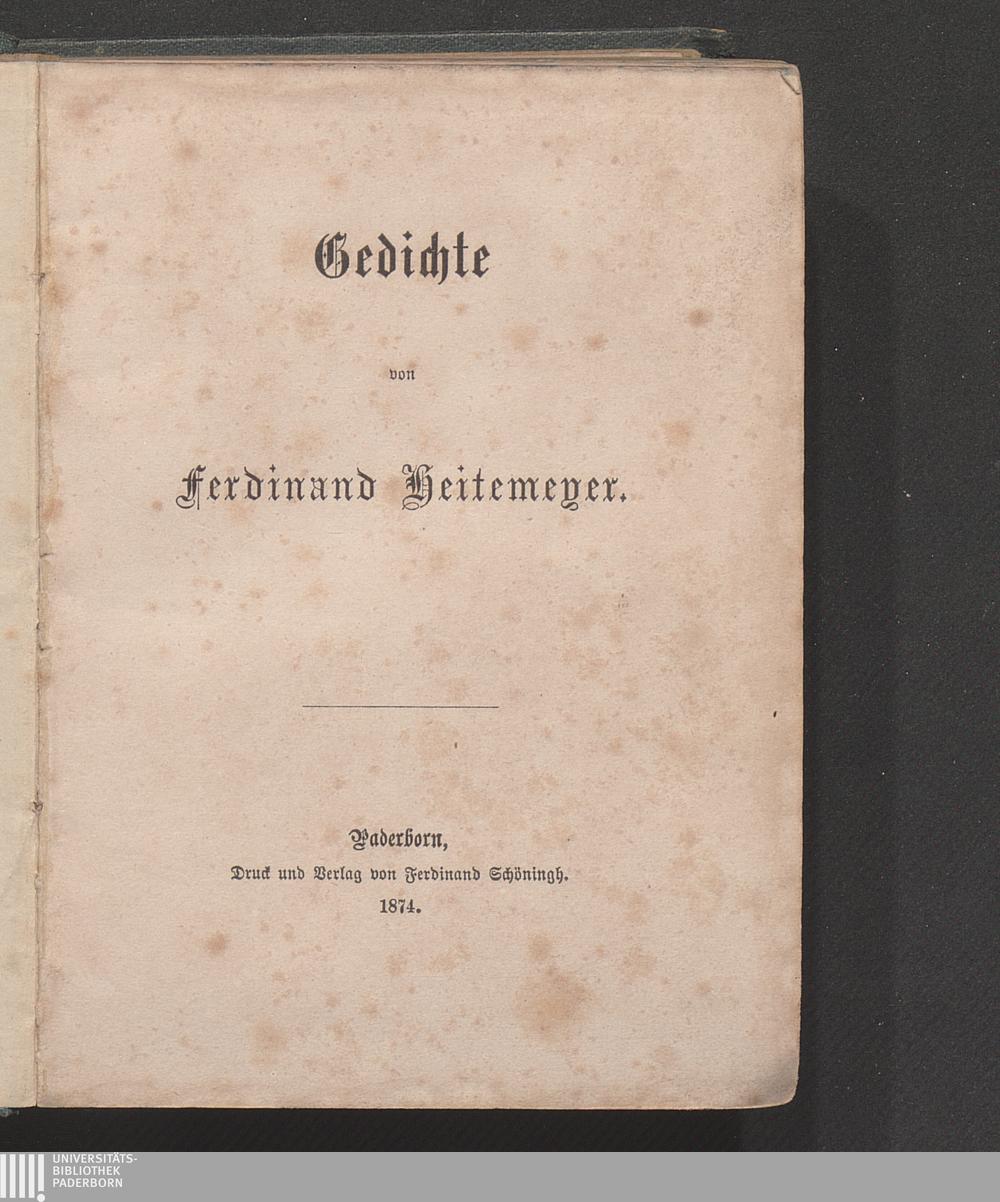 Gedichte
von
Ferdinand Heitemeyer.
Paderborn,
Druck und Verlag von Ferdinand Schöningh.
1874.
UNIVERSITÄTS-
BIBLIOTHEK
PADERBORN